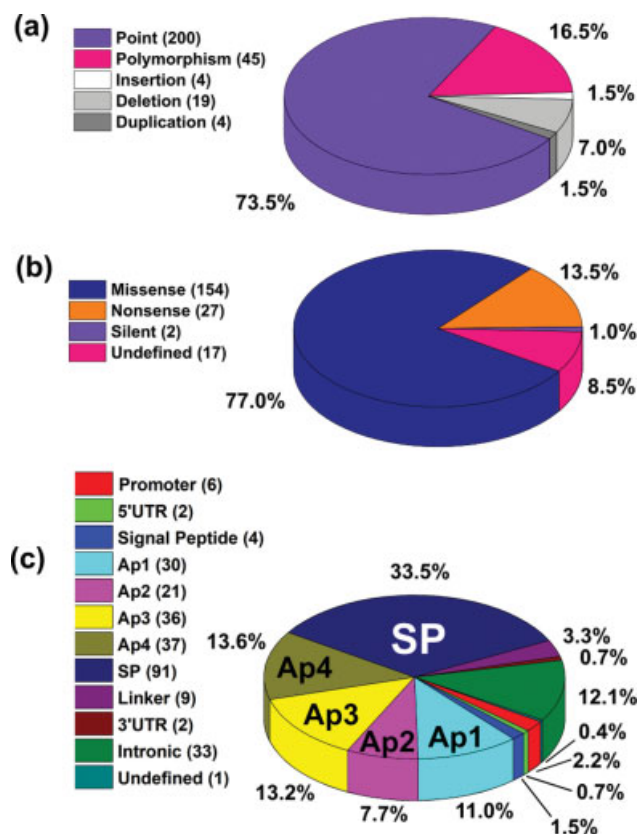 (a)
Point (200)
Polymorphism (45)
Insertion (4)
Deletion (19)
Duplication (4)
16.5%
1.5%
7.0%
1.5%
73.5%
(b)
Missense (154)
Nonsense (27)
Silent (2)
Undefined (17)
13.5%
1.0%
8.5%
77.0%
(c)
Promoter (6)
5'UTR (2)
Signal Peptide (4)
Ap1 (30)
Ap2 (21)
Ap3 (36)
Ap4 (37)
SP (91)
Linker (9)
3'UTR (2)
Intronic (33)
Undefined (1)
33.5%
3.3%
0.7%
12.1%
0.4%
2.2%
0.7%
1.5%
11.0%
7.7%
13.2%
13.6%
SP
Ap4
Ap3
Ap2
Ap1